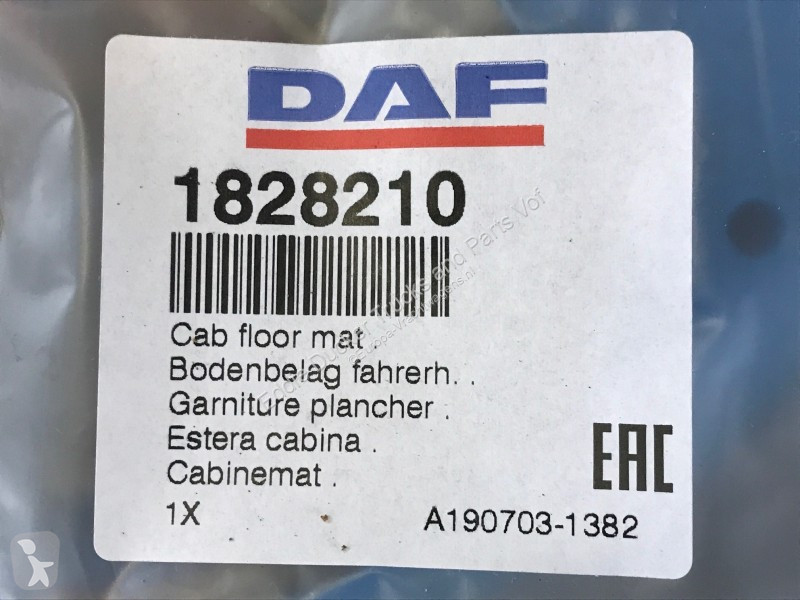 DAF
1828210
Cab floor mat .
Bodenbelag fahrerh. .
Garniture plancher .
Estera cabina .
Cabinemat .
1X
A190703-1382
EAC